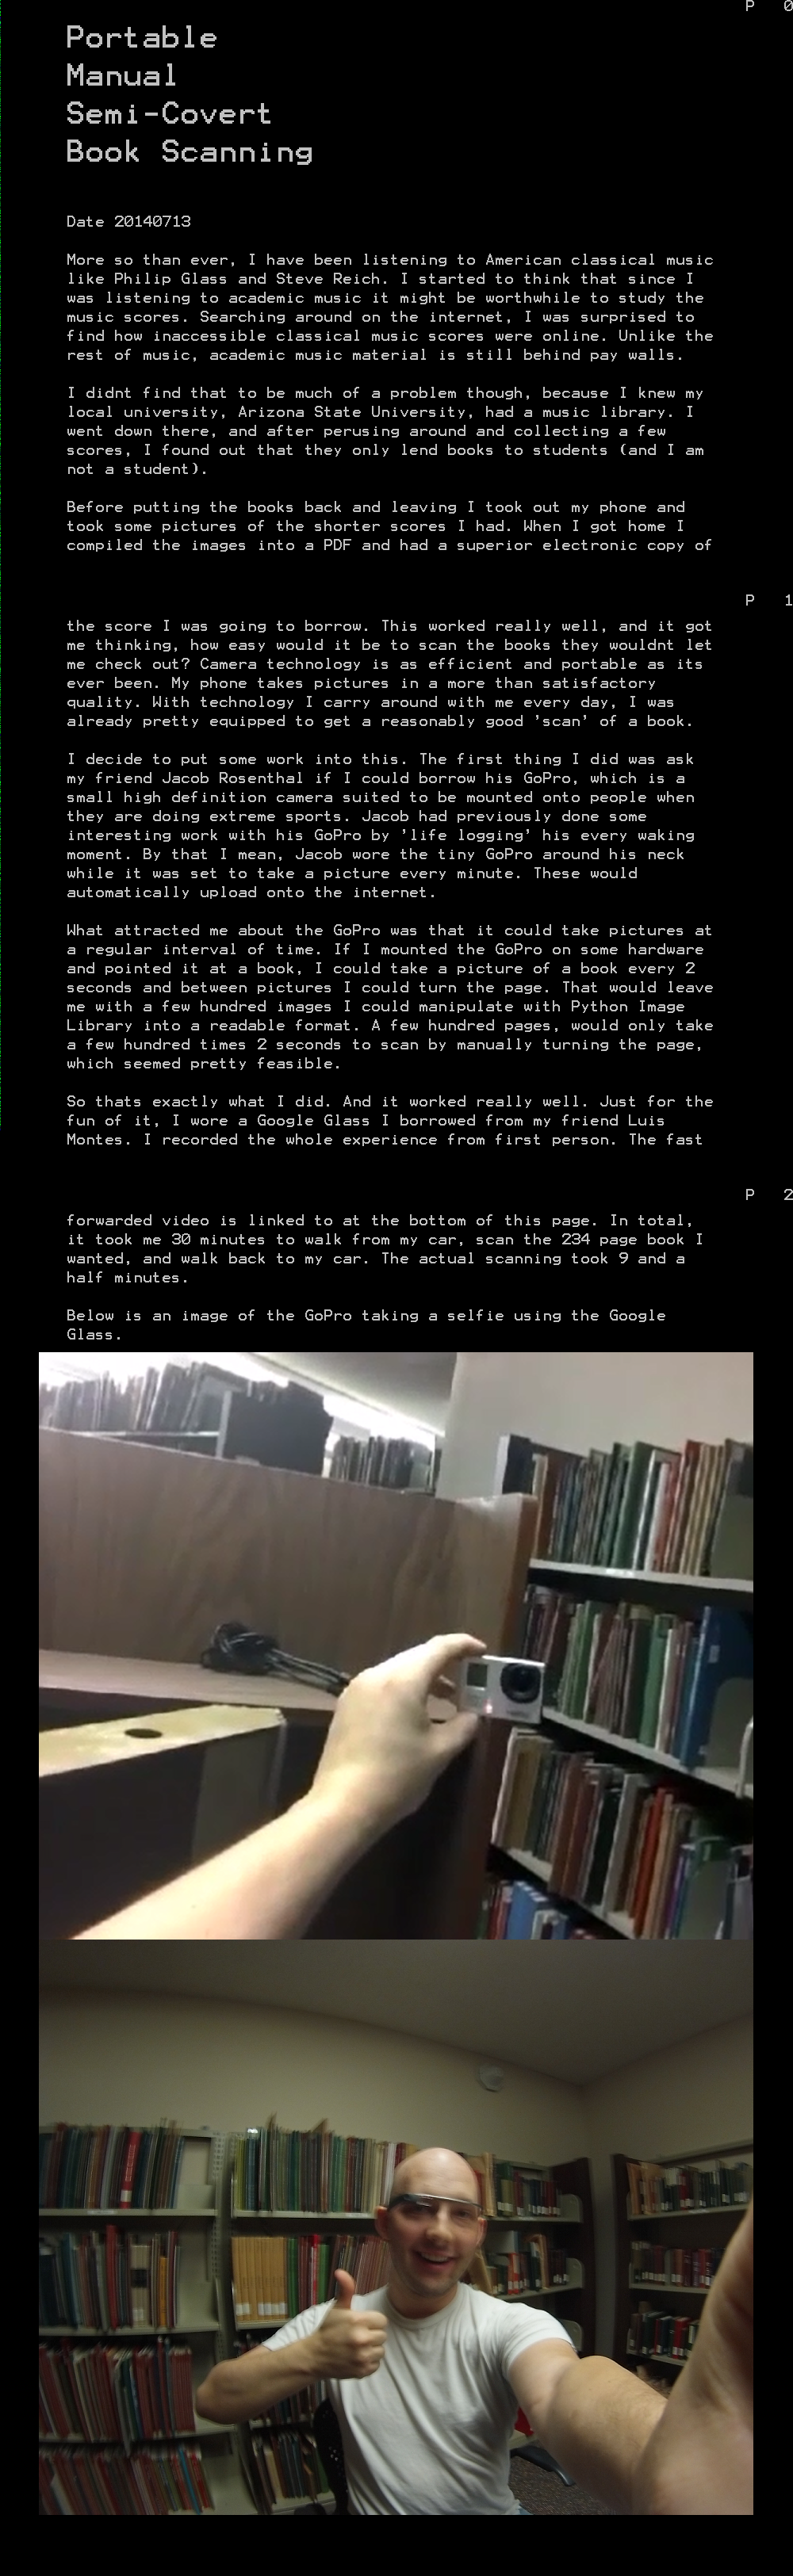 P 0
Portable
Manual
Semi-Covert
Book Scanning
Date 20140713
More so than ever, I have been listening to American classical music
like Philip Glass and Steve Reich. I started to think that since I
was listening to academic music it might be worthwhile to study the
music scores. Searching around on the internet, I was surprised to
find how inaccessible classical music scores were online. Unlike the
rest of music, academic music material is still behind pay walls.
I didnt find that to be much of a problem though, because I knew my
local university, Arizona State University, had a music library. I
went down there, and after perusing around and collecting a few
scores, I found out that they only lend books to students (and I am
not a student).
Before putting the books back and leaving I took out my phone and
took some pictures of the shorter scores I had. When I got home I
compiled the images into a PDF and had a superior electronic copy of
P 1
the score I was going to borrow. This worked really well, and it got
me thinking, how easy would it be to scan the books they wouldnt let
me check out? Camera technology is as efficient and portable as its
ever been. My phone takes pictures in a more than satisfactory
quality. With technology I carry around with me every day, I was
already pretty equipped to get a reasonably good 'scan' of a book.
I decide to put some work into this. The first thing I did was ask
my friend Jacob Rosenthal if I could borrow his GoPro, which is a
small high definition camera suited to be mounted onto people when
they are doing extreme sports. Jacob had previously done some
interesting work with his GoPro by 'life logging' his every waking
moment. By that I mean, Jacob wore the tiny GoPro around his neck
while it was set to take a picture every minute. These would
automatically upload onto the internet.
What attracted me about the GoPro was that it could take pictures at
a regular interval of time. If I mounted the GoPro on some hardware
and pointed it at a book, I could take a picture of a book every 2
seconds and between pictures I could turn the page. That would leave
me with a few hundred images I could manipulate with Python Image
Library into a readable format. A few hundred pages, would only take
a few hundred times 2 seconds to scan by manually turning the page,
which seemed pretty feasible.
So thats exactly what I did. And it worked really well. Just for the
fun of it, I wore a Google Glass I borrowed from my friend Luis
Montes. I recorded the whole experience from first person. The fast
P 2
forwarded video is linked to at the bottom of this page. In total,
it took me 30 minutes to walk from my car, scan the 234 page book I
wanted, and walk back to my car. The actual scanning took 9 and a
half minutes.
Below is an image of the GoPro taking a selfie using the Google
Glass.